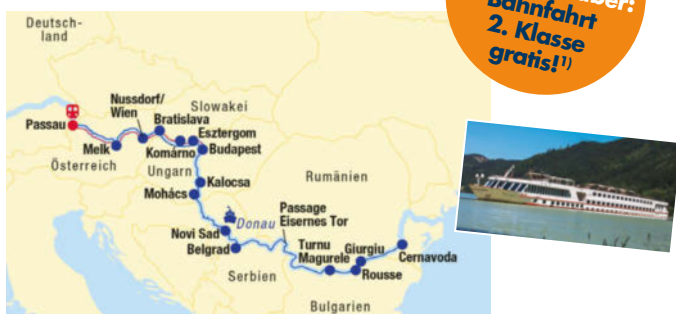 Bahnfahrt
2. Klasse
gratis!¹⁾
Deutsch-
land
Nussdorf/
Wien
Bratislava
Slowakei
Passau
Esztergom
Melk
Komárno
Budapest
Österreich
Ungarn
Kalocsa
Rumänien
Mohács
Donau
Passage
Eisernes Tor
Novi Sad
Belgrad
Turnu
Magurele
Giurgiu
Cernavoda
Serbien
Rousse
Bulgarien